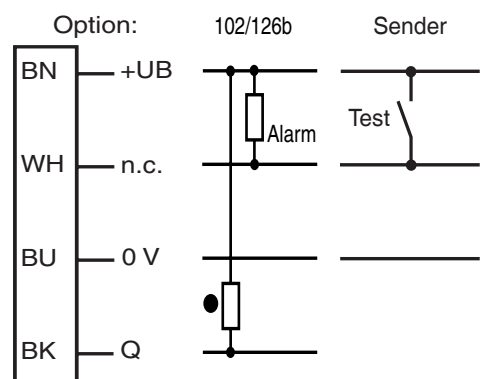 Option: 102/126b Sender
BN +UB
Alarm
Test
WH n.c.
BU 0 V
BK Q